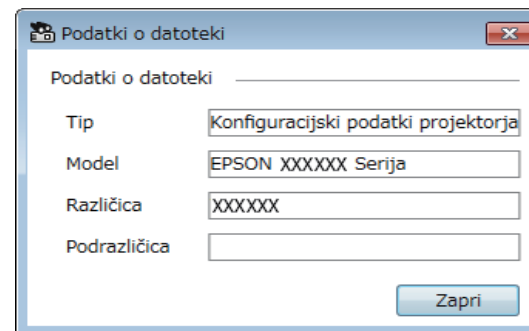 Podatki o datoteki
Podatki o datoteki
Tip Konfiguracijski podatki projektorja
Model EPSON XXXXXX Serija
Različica XXXXXX
Podrazličica
Zapri